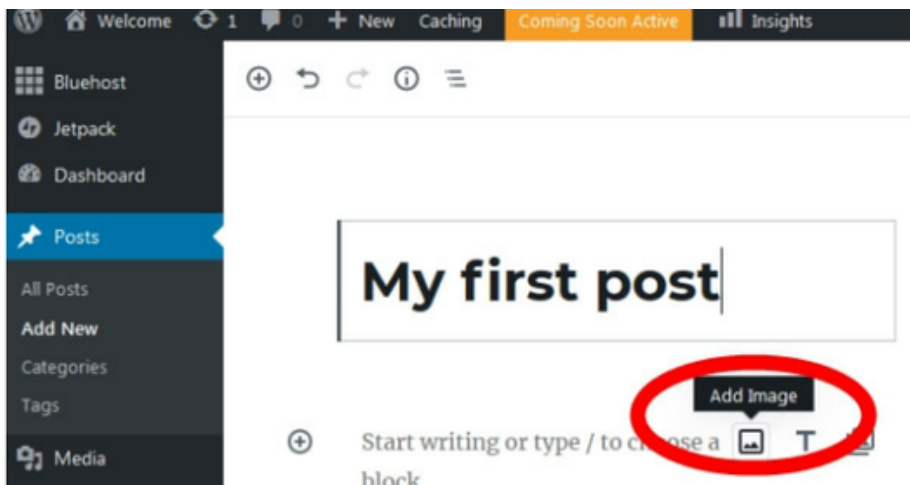 Welcome 1 0 + New Caching Coming Soon Active Insights
Bluehost
Jetpack
Dashboard
Posts
All Posts
Add New
Categories
Tags
Media
My first post
Add Image
Start writing or type / to choose a T
block